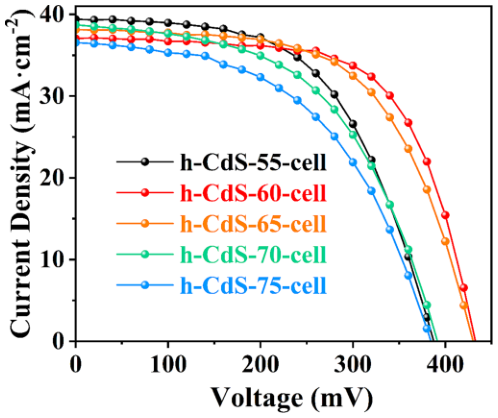 40
30
20
10
0
Current Density (mA·cm⁻²)
h-CdS-55-cell
h-CdS-60-cell
h-CdS-65-cell
h-CdS-70-cell
h-CdS-75-cell
0 100 200 300 400
Voltage (mV)